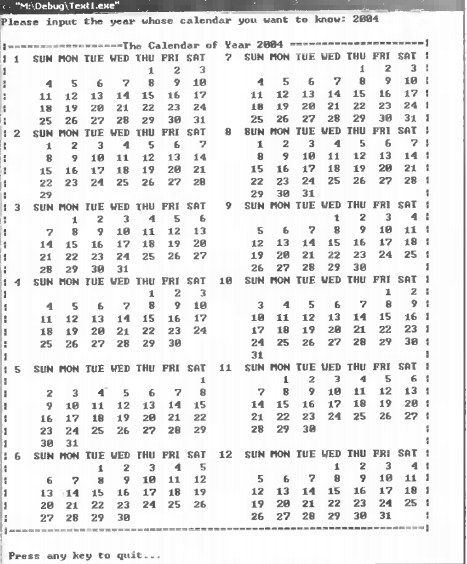 "M:\Debug\Text1.exe"
Please input the year whose calendar you want to know: 2004
|====================The Calendar of Year 2004 =====================|
| 1 SUN MON TUE WED THU FRI SAT 7 SUN MON TUE WED THU FRI SAT |
| 1 2 3 1 2 3 |
| 4 5 6 7 8 9 10 4 5 6 7 8 9 10 |
| 11 12 13 14 15 16 17 11 12 13 14 15 16 17 |
| 18 19 20 21 22 23 24 18 19 20 21 22 23 24 |
| 25 26 27 28 29 30 31 25 26 27 28 29 30 31 |
| 2 SUN MON TUE WED THU FRI SAT 8 SUN MON TUE WED THU FRI SAT |
| 1 2 3 4 5 6 7 1 2 3 4 5 6 7 |
| 8 9 10 11 12 13 14 8 9 10 11 12 13 14 |
| 15 16 17 18 19 20 21 15 16 17 18 19 20 21 |
| 22 23 24 25 26 27 28 22 23 24 25 26 27 28 |
| 29 29 30 31 |
| 3 SUN MON TUE WED THU FRI SAT 9 SUN MON TUE WED THU FRI SAT |
| 1 2 3 4 5 6 1 2 3 4 |
| 7 8 9 10 11 12 13 5 6 7 8 9 10 11 |
| 14 15 16 17 18 19 20 12 13 14 15 16 17 18 |
| 21 22 23 24 25 26 27 19 20 21 22 23 24 25 |
| 28 29 30 31 26 27 28 29 30 |
| 4 SUN MON TUE WED THU FRI SAT 10 SUN MON TUE WED THU FRI SAT |
| 1 2 3 1 2 |
| 4 5 6 7 8 9 10 3 4 5 6 7 8 9 |
| 11 12 13 14 15 16 17 10 11 12 13 14 15 16 |
| 18 19 20 21 22 23 24 17 18 19 20 21 22 23 |
| 25 26 27 28 29 30 24 25 26 27 28 29 30 |
| 31 |
| 5 SUN MON TUE WED THU FRI SAT 11 SUN MON TUE WED THU FRI SAT |
| 1 1 2 3 4 5 6 |
| 2 3 4 5 6 7 8 7 8 9 10 11 12 13 |
| 9 10 11 12 13 14 15 14 15 16 17 18 19 20 |
| 16 17 18 19 20 21 22 21 22 23 24 25 26 27 |
| 23 24 25 26 27 28 29 28 29 30 |
| 30 31 |
| 6 SUN MON TUE WED THU FRI SAT 12 SUN MON TUE WED THU FRI SAT |
| 1 2 3 4 5 1 2 3 4 |
| 6 7 8 9 10 11 12 5 6 7 8 9 10 11 |
| 13 14 15 16 17 18 19 12 13 14 15 16 17 18 |
| 20 21 22 23 24 25 26 19 20 21 22 23 24 25 |
| 27 28 29 30 26 27 28 29 30 31 |
|===================================================================|
Press any key to quit...